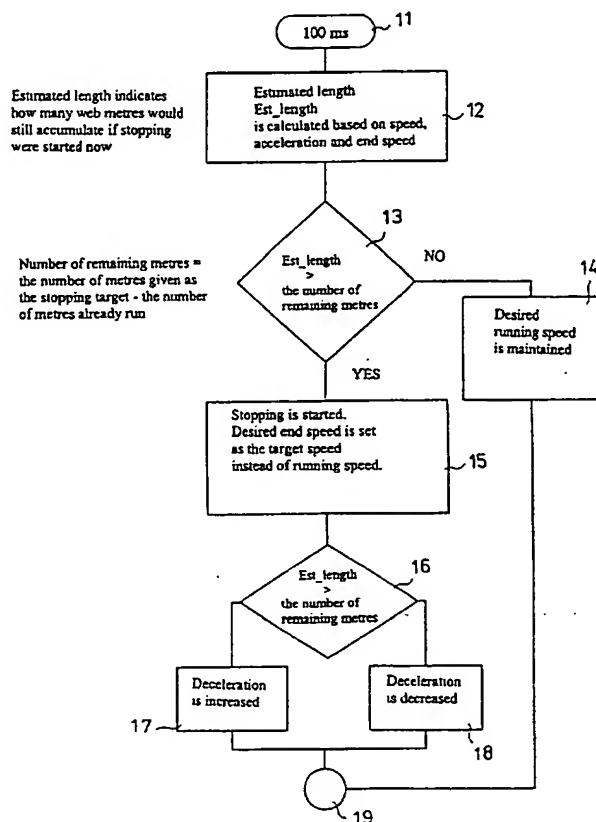 11
100 ms
Estimated length indicates
how many web metres would
still accumulate if stopping
were started now
Estimated length
Est_length
is calculated based on speed,
acceleration and end speed
12
13
Number of remaining metres =
the number of metres given as
the stopping target - the number
of metres already run
Est_length
>
the number of
remaining metres
NO
14
Desired
running speed
is maintained
YES
Stopping is started.
Desired end speed is set
as the target speed
instead of running speed.
15
16
Est_length
>
the number of
remaining metres
Deceleration
is increased
17
Deceleration
is decreased
18
19